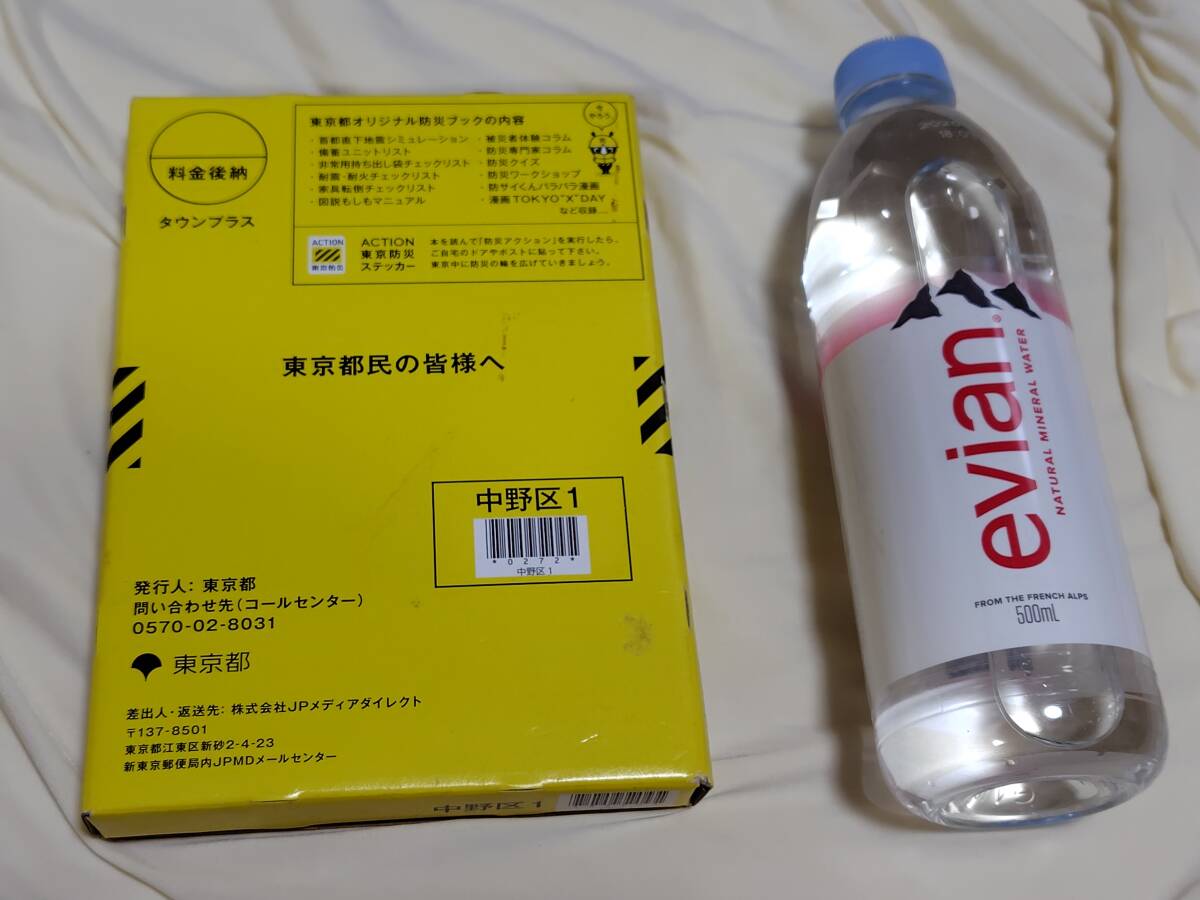 料金後納
タウンプラス
東京都オリジナル防災ブックの内容
・首都直下地震シミュレーション
・備蓄ユニットリスト
・非常用持ち出し袋チェックリスト
・耐震・耐火チェックリスト
・家具転倒チェックリスト
・図説もしもマニュアル
・被災者体験コラム
・防災専門家コラム
・防災クイズ
・防災ワークショップ
・防サイくんパラパラ漫画
・漫画TOKYO"X"DAY
など収録....
今
やろう
ACTION
東京防災
ACTION
東京防災
ステッカー
本を読んで「防災アクション」を実行したら、
ご自宅のドアやポストに貼って下さい。
東京中に防災の輪を広げていきましょう。
東京都民の皆様へ
中野区1
*0272*
中野区1
発行人: 東京都
問い合わせ先(コールセンター)
0570-02-8031
東京都
差出人・返送先: 株式会社JPメディアダイレクト
〒137-8501
東京都江東区新砂2-4-23
新東京郵便局内JPMDメールセンター
中野区1
evian®
NATURAL MINERAL WATER
FROM THE FRENCH ALPS
500mL